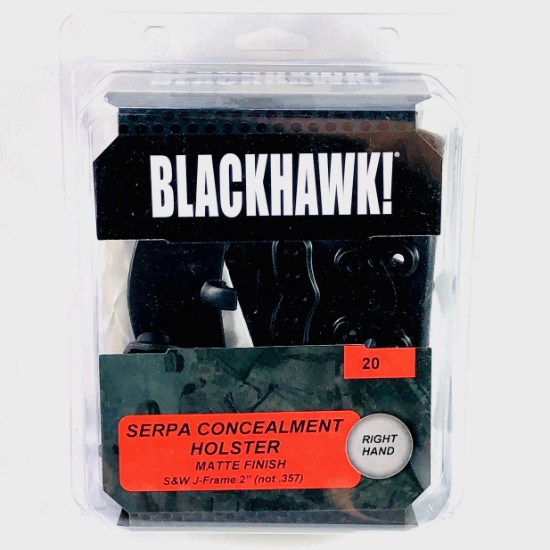 BLACKHAWK!
BLACKHAWK!®
20
SERPA CONCEALMENT
HOLSTER
MATTE FINISH
S&W J-Frame 2" (not .357)
RIGHT
HAND